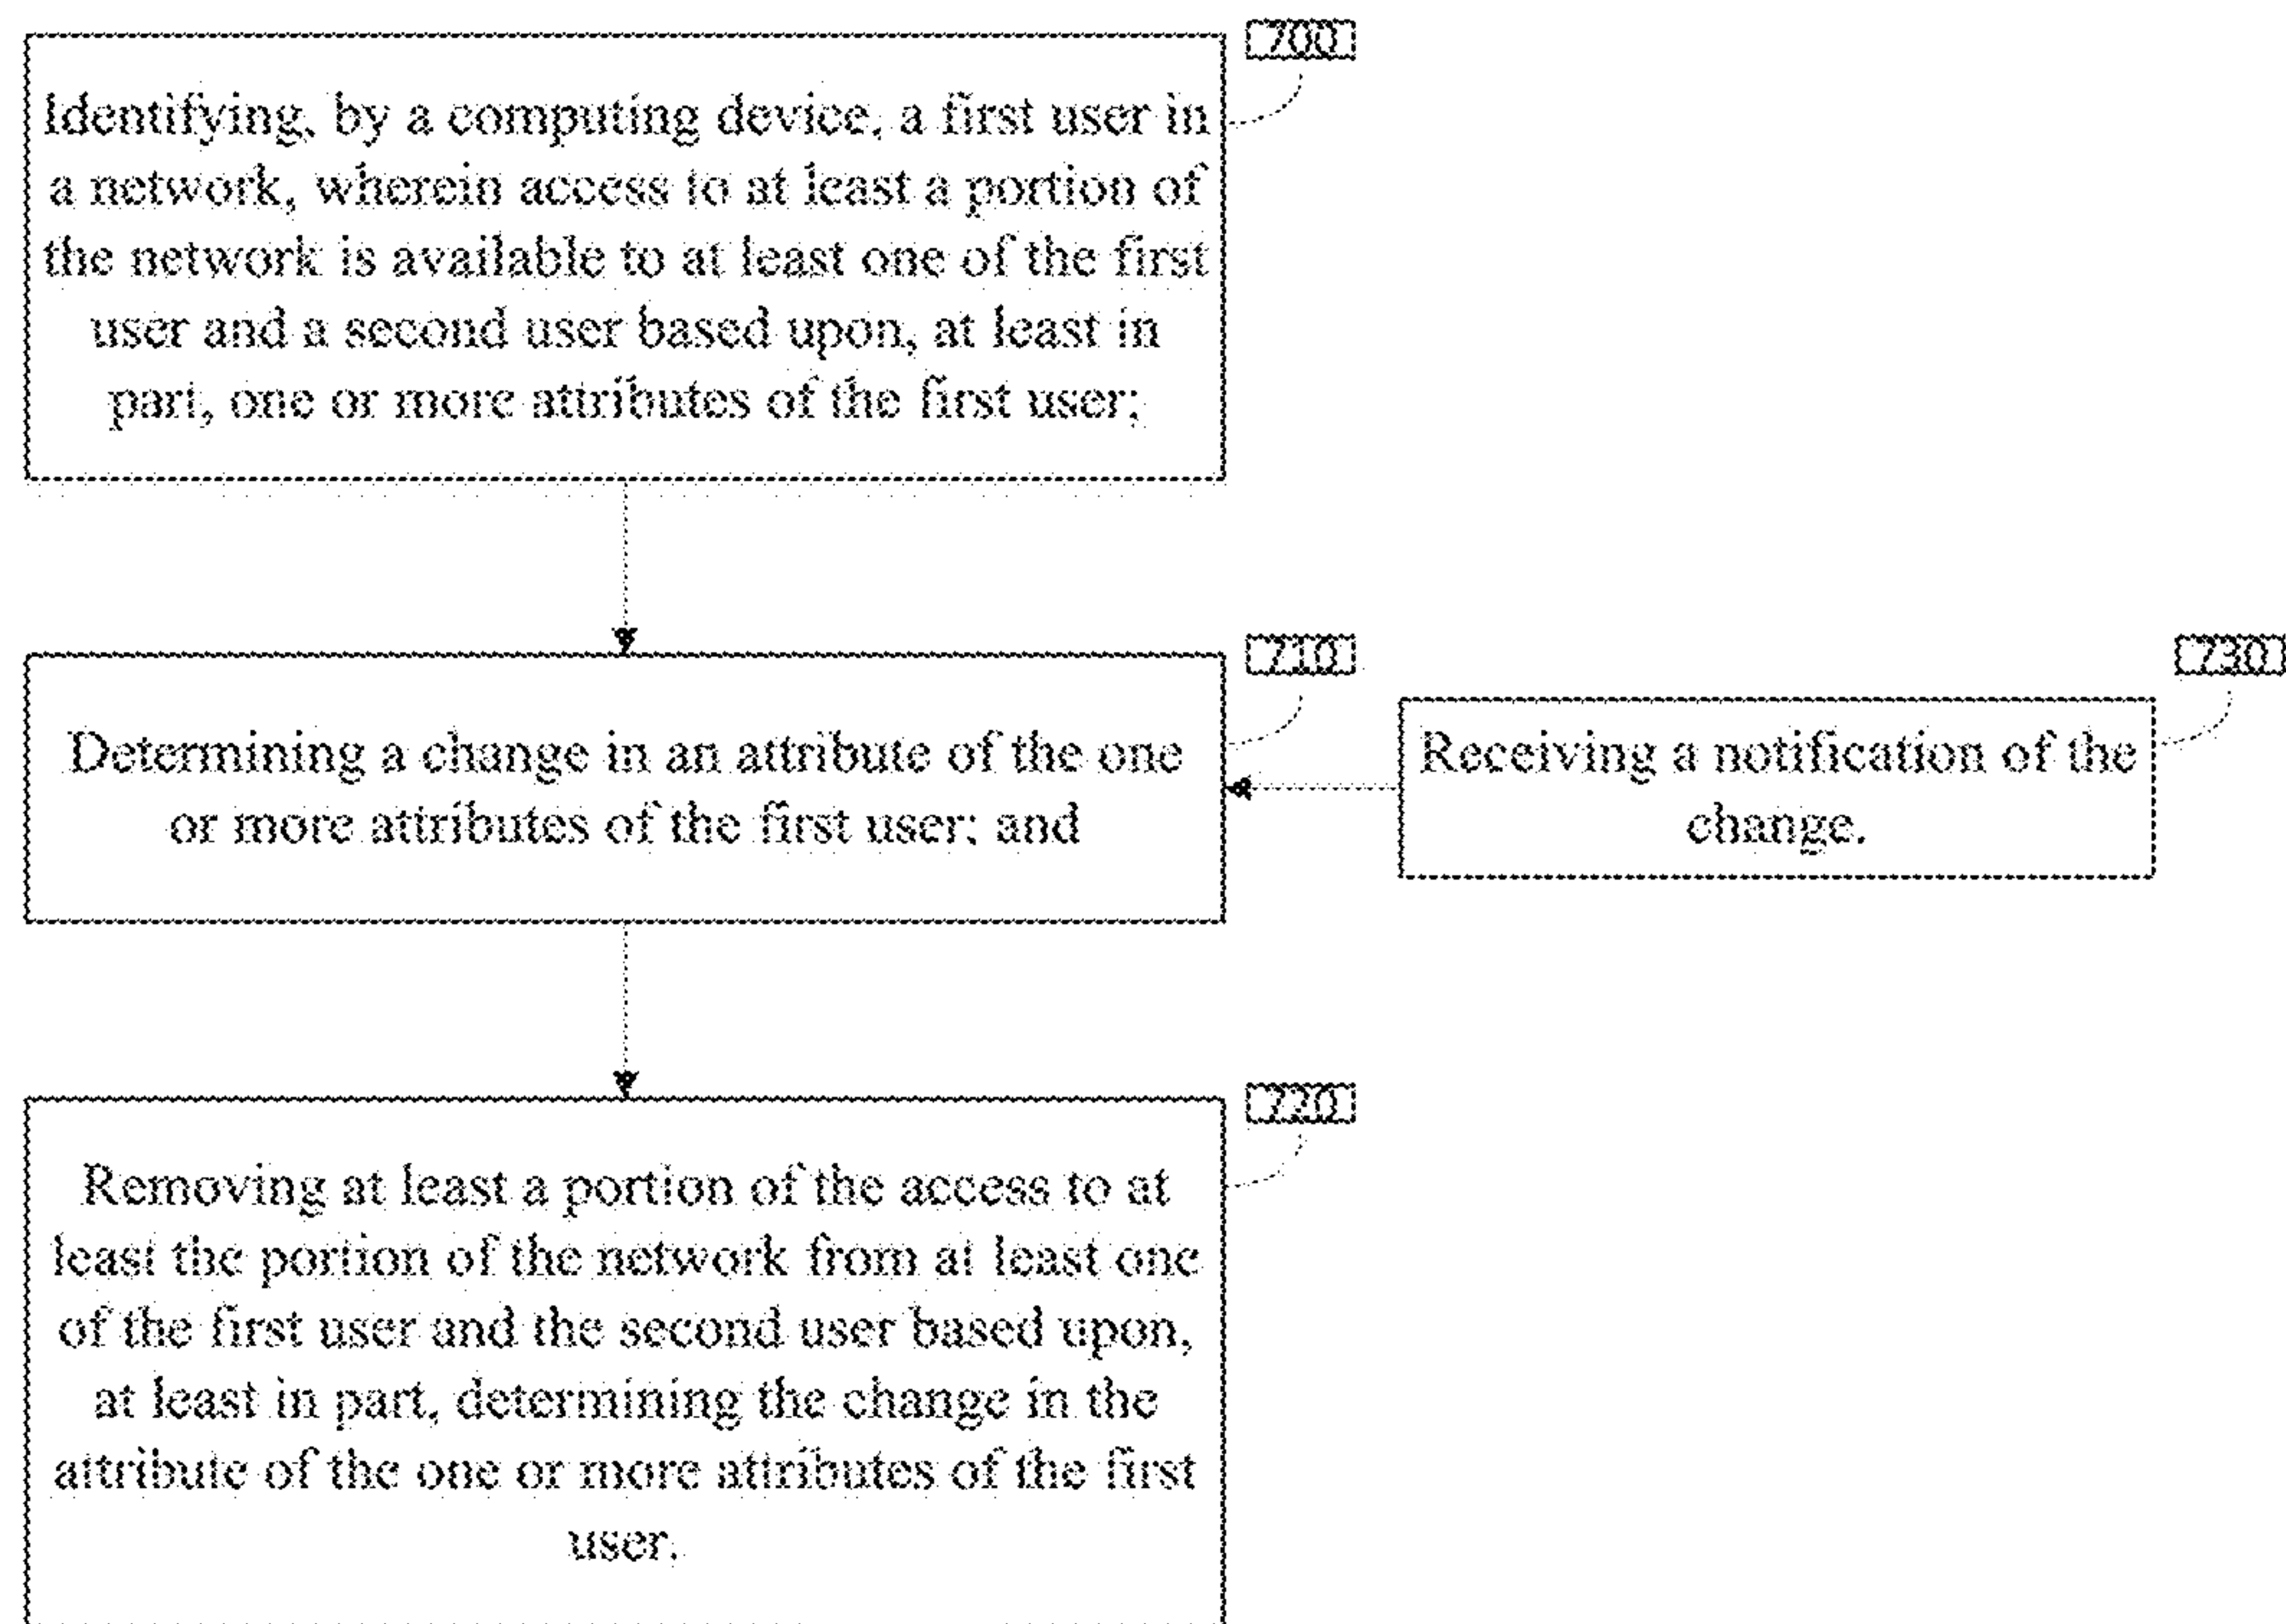 700
Identifying, by a computing device, a first user in
a network, wherein access to at least a portion of
the network is available to at least one of the first
user and a second user based upon, at least in
part, one or more attributes of the first user;
710
730
Determining a change in an attribute of the one
or more attributes of the first user; and
Receiving a notification of the
change.
720
Removing at least a portion of the access to at
least the portion of the network from at least one
of the first user and the second user based upon,
at least in part, determining the change in the
attribute of the one or more attributes of the first
user.